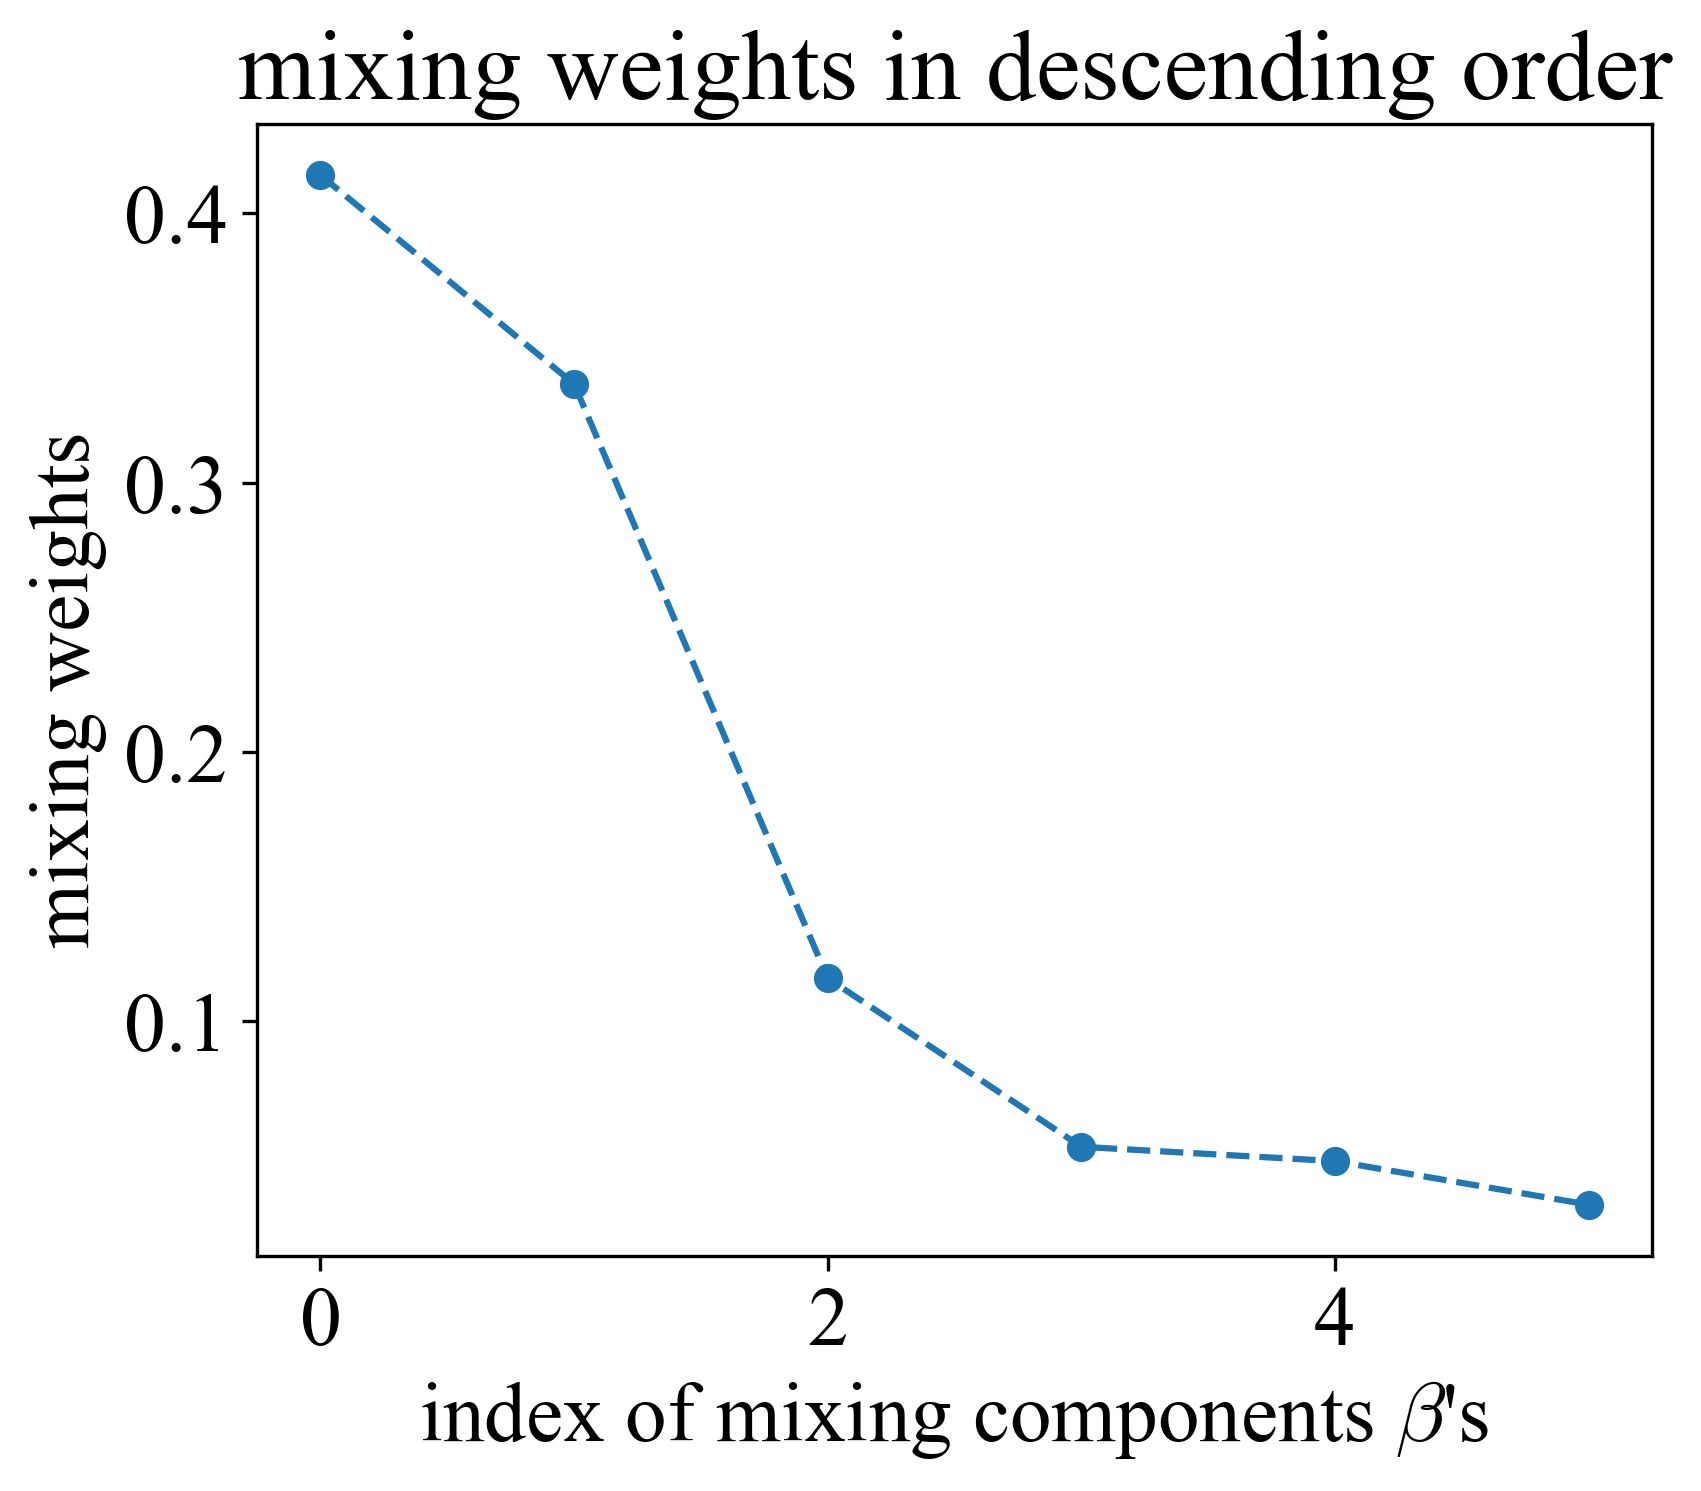 mixing weights in descending order
mixing weights
0.4
0.3
0.2
0.1
0 2 4
index of mixing components β's